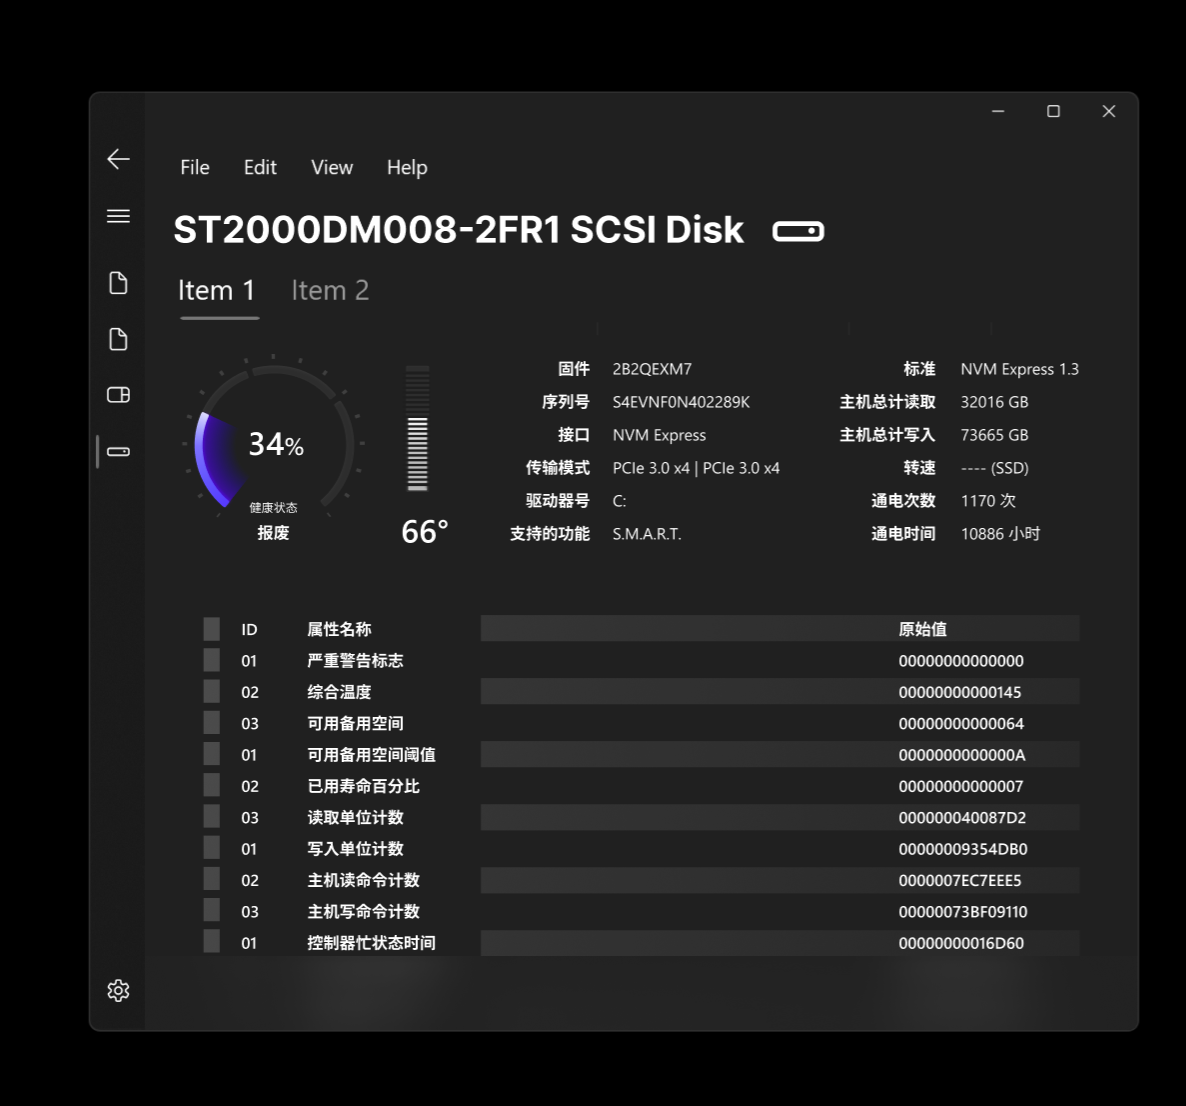 File Edit View Help
ST2000DM008-2FR1 SCSI Disk
Item 1 Item 2
34%
健康状态
报废
66°
固件 2B2QEXM7
序列号 S4EVNF0N402289K
接口 NVM Express
传输模式 PCIe 3.0 x4 | PCIe 3.0 x4
驱动器号 C:
支持的功能 S.M.A.R.T.
标准 NVM Express 1.3
主机总计读取 32016 GB
主机总计写入 73665 GB
转速 ---- (SSD)
通电次数 1170 次
通电时间 10886 小时
ID 属性名称 原始值
01 严重警告标志 00000000000000
02 综合温度 00000000000145
03 可用备用空间 00000000000064
01 可用备用空间阈值 0000000000000A
02 已用寿命百分比 00000000000007
03 读取单位计数 000000040087D2
01 写入单位计数 00000009354DB0
02 主机读命令计数 0000007EC7EEE5
03 主机写命令计数 00000073BF09110
01 控制器忙状态时间 00000000016D60